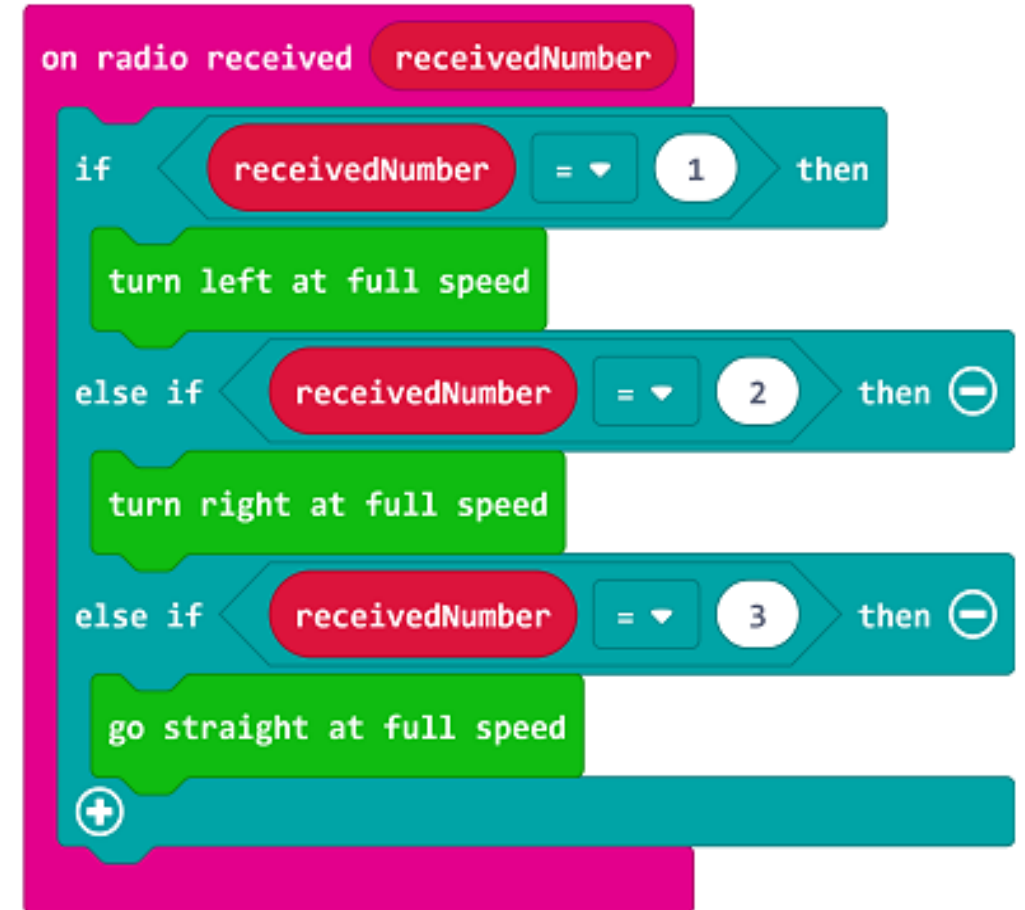 on radio received receivedNumber
if receivedNumber = 1 then
turn left at full speed
else if receivedNumber = 2 then
turn right at full speed
else if receivedNumber = 3 then
go straight at full speed